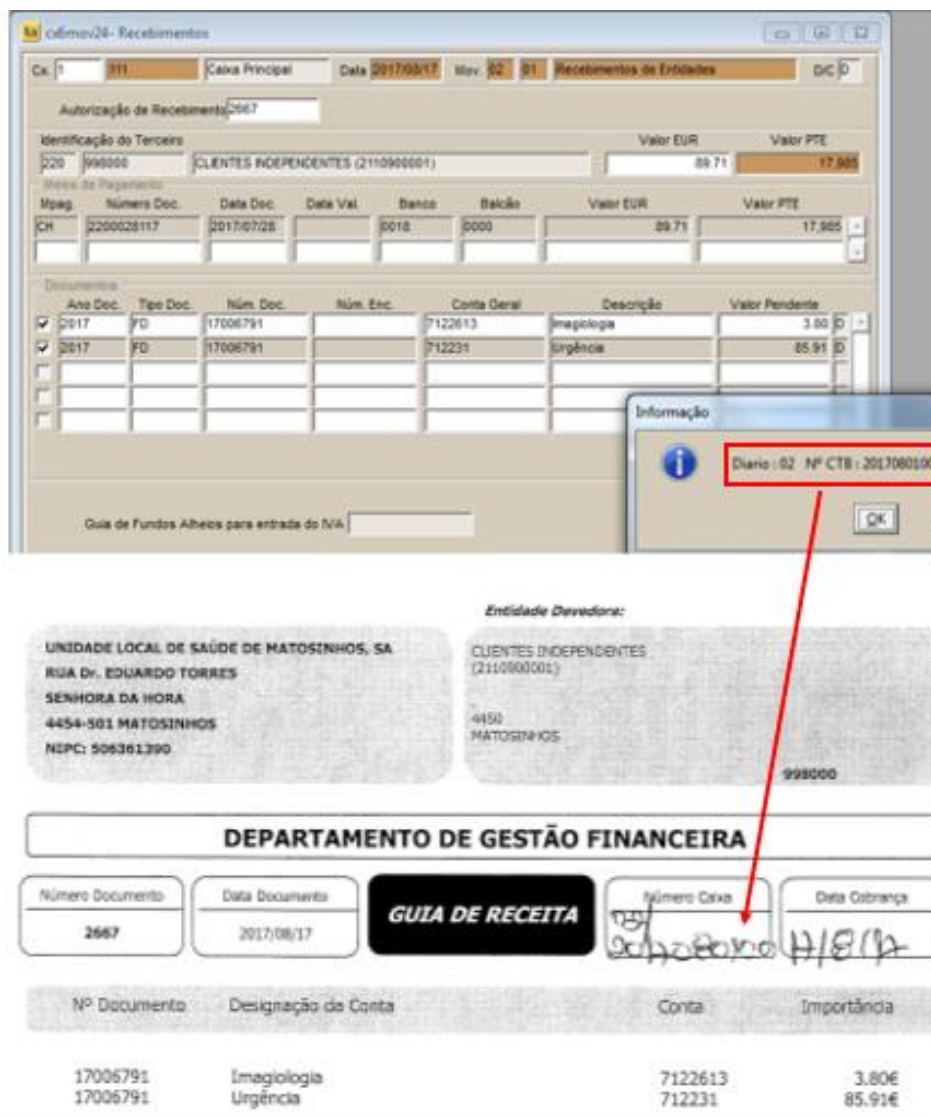 cx6mov24- Recebimentos
Cx. 1 111 Caixa Principal Data 2017/08/17 Mov. 02 01 Recebimentos de Entidades D/C D
Autorização de Recebimento 2667
Identificação do Terceiro Valor EUR Valor PTE
220 998000 CLIENTES INDEPENDENTES (2110900001) 89.71 17,985
Meios de Pagamento
Mpag. Número Doc. Data Doc. Data Val. Banco Balcão Valor EUR Valor PTE
CH 2200028117 2017/07/28 0018 0000 89.71 17,985
Documentos
Ano Doc. Tipo Doc. Núm. Doc. Núm. Enc. Conta Geral Descrição Valor Pendente
2017 FD 17006791 7122613 Imagiologia 3.80 D
2017 FD 17006791 712231 Urgência 85.91 D
Informação
Diario : 02 Nº CTB : 2017080100
OK
Guia de Fundos Alheios para entrada do IVA
Entidade Devedora:
UNIDADE LOCAL DE SAÚDE DE MATOSINHOS, SA
RUA Dr. EDUARDO TORRES
SENHORA DA HORA
4454-501 MATOSINHOS
NIPC: 506361390
CLIENTES INDEPENDENTES
(2110900001)
4450
MATOSINHOS
998000
DEPARTAMENTO DE GESTÃO FINANCEIRA
Número Documento
2667
Data Documento
2017/08/17
GUIA DE RECEITA
Número Caixa
Data Cobrança
Nº Documento Designação da Conta Conta Importância
17006791 Imagiologia 7122613 3.80€
17006791 Urgência 712231 85.91€